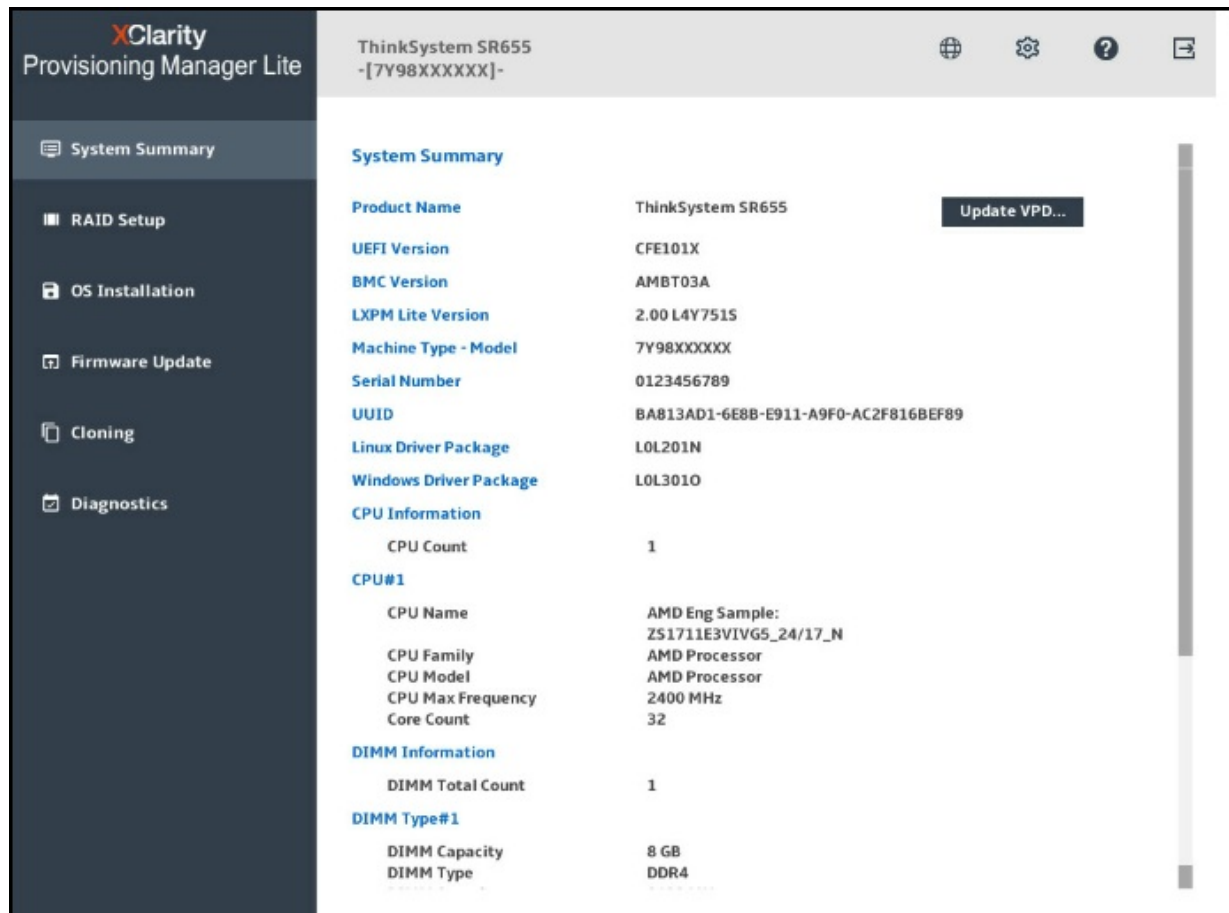 XClarity
Provisioning Manager Lite
ThinkSystem SR655
-[7Y98XXXXXX]-
?
System Summary
RAID Setup
OS Installation
Firmware Update
Cloning
Diagnostics
System Summary
Product Name ThinkSystem SR655 Update VPD...
UEFI Version CFE101X
BMC Version AMBT03A
LXPM Lite Version 2.00 L4Y751S
Machine Type - Model 7Y98XXXXXX
Serial Number 0123456789
UUID BA813AD1-6E8B-E911-A9F0-AC2F816BEF89
Linux Driver Package L0L201N
Windows Driver Package L0L301O
CPU Information
CPU Count 1
CPU#1
CPU Name AMD Eng Sample:
ZS1711E3VIVG5_24/17_N
CPU Family AMD Processor
CPU Model AMD Processor
CPU Max Frequency 2400 MHz
Core Count 32
DIMM Information
DIMM Total Count 1
DIMM Type#1
DIMM Capacity 8 GB
DIMM Type DDR4